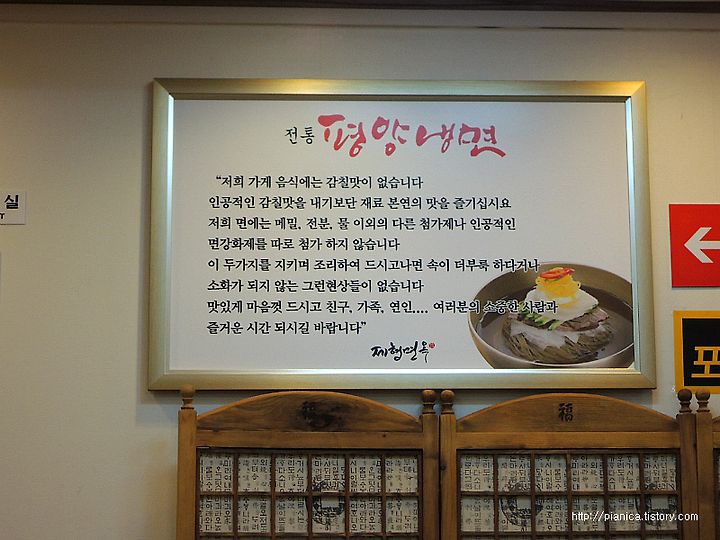 전통 평양냉면
“저희 가게 음식에는 감칠맛이 없습니다
인공적인 감칠맛을 내기보단 재료 본연의 맛을 즐기십시요
저희 면에는 메밀, 전분, 물 이외의 다른 첨가제나 인공적인
면강화제를 따로 첨가 하지 않습니다
이 두가지를 지키며 조리하여 드시고나면 속이 더부룩 하다거나
소화가 되지 않는 그런현상들이 없습니다
맛있게 마음껏 드시고 친구, 가족, 연인.... 여러분의 소중한 사람과
즐거운 시간 되시길 바랍니다”
제형면옥
실
포
福 福
http://pianica.tistory.com